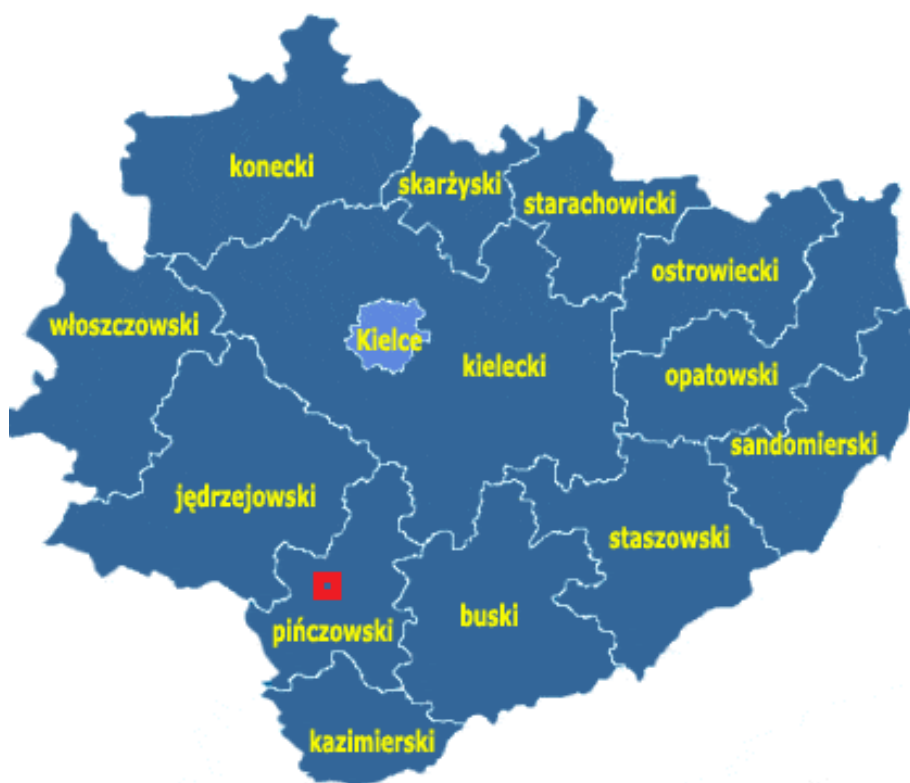 konecki
skarżyski
starachowicki
ostrowiecki
włoszczowski
Kielce
kielecki
opatowski
sandomierski
jędrzejowski
staszowski
buski
pińczowski
kazimierski